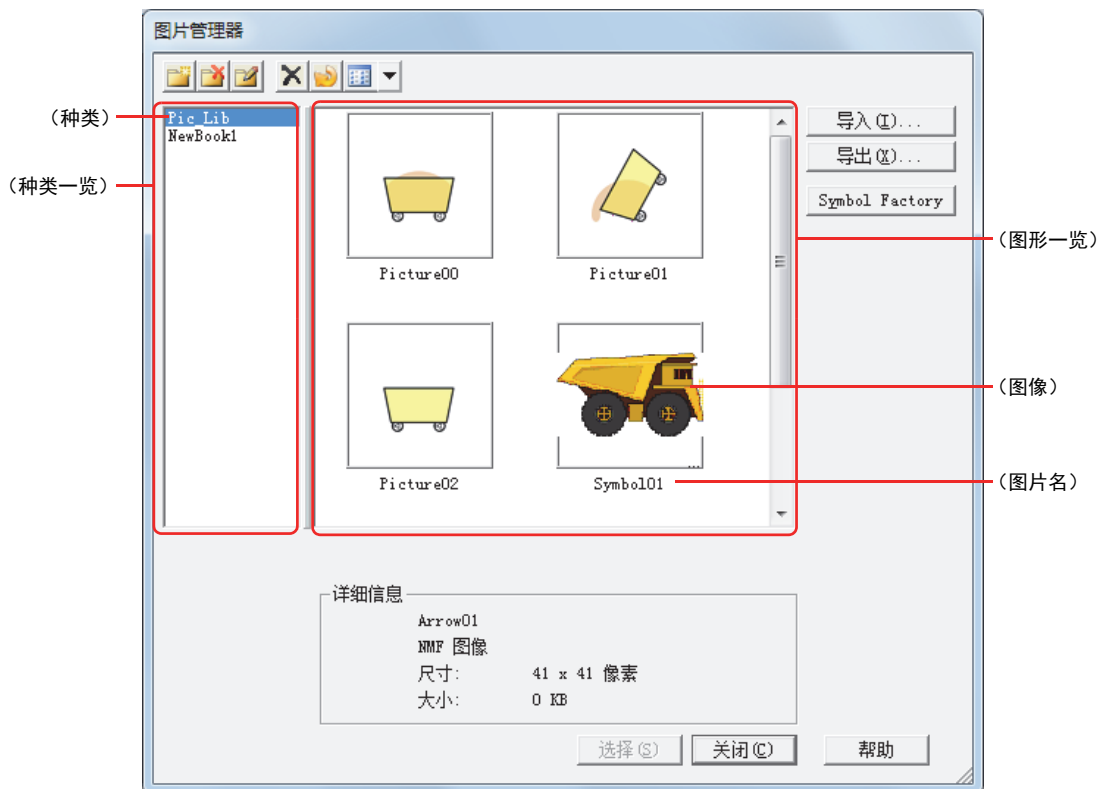 图片管理器
（种类）
Pic_Lib
NewBook1
（种类一览）
导入(I)...
导出(X)...
Symbol Factory
（图形一览）
Picture00
Picture01
（图像）
Picture02
Symbol01
...
（图片名）
详细信息
Arrow01
NMF 图像
尺寸: 41 x 41 像素
大小: 0 KB
选择(S)
关闭(C)
帮助